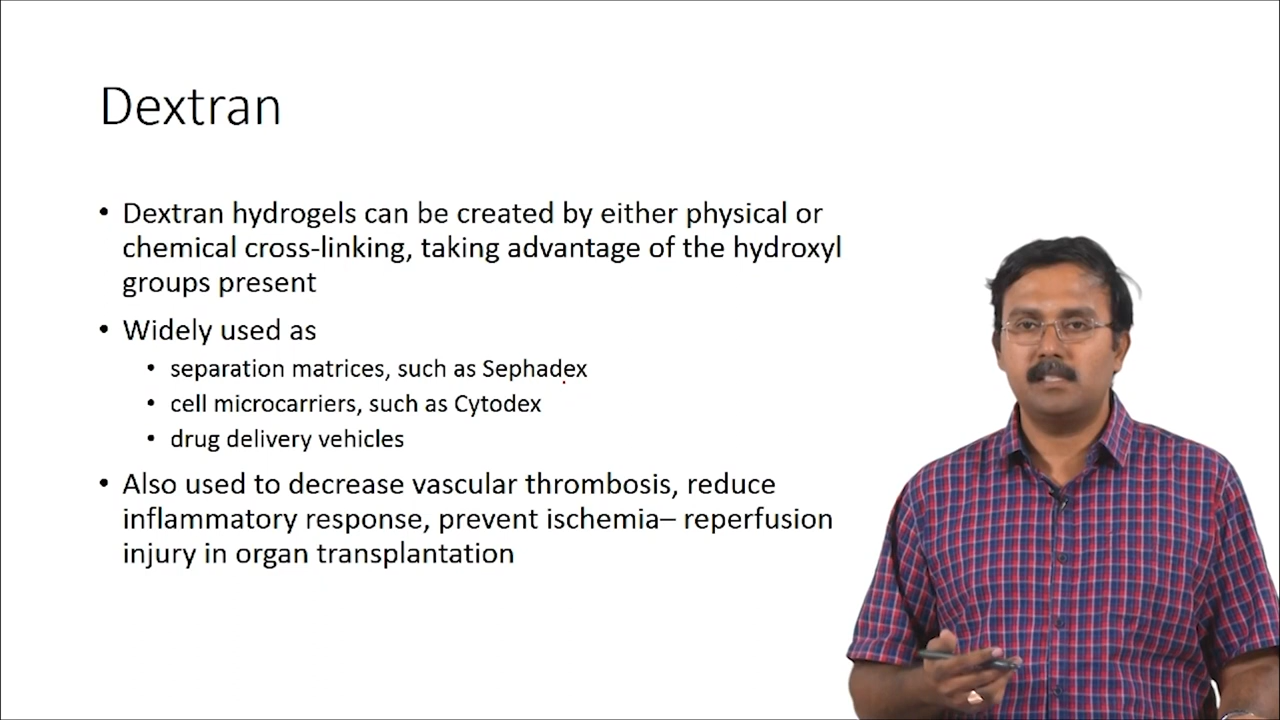 Dextran
• Dextran hydrogels can be created by either physical or
chemical cross-linking, taking advantage of the hydroxyl
groups present
• Widely used as
• separation matrices, such as Sephadex
• cell microcarriers, such as Cytodex
• drug delivery vehicles
• Also used to decrease vascular thrombosis, reduce
inflammatory response, prevent ischemia– reperfusion
injury in organ transplantation